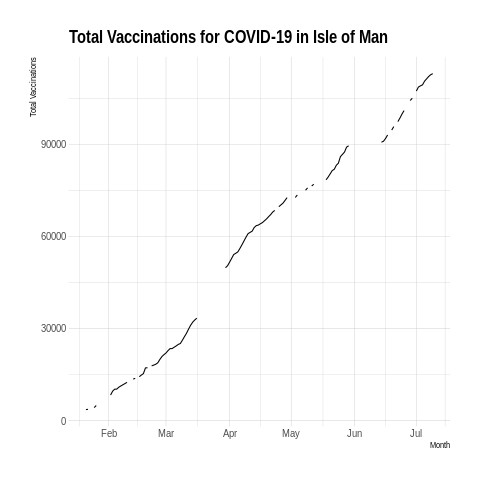 Total Vaccinations for COVID-19 in Isle of Man
Total Vaccinations
90000
60000
30000
0
Feb Mar Apr May Jun Jul
Month